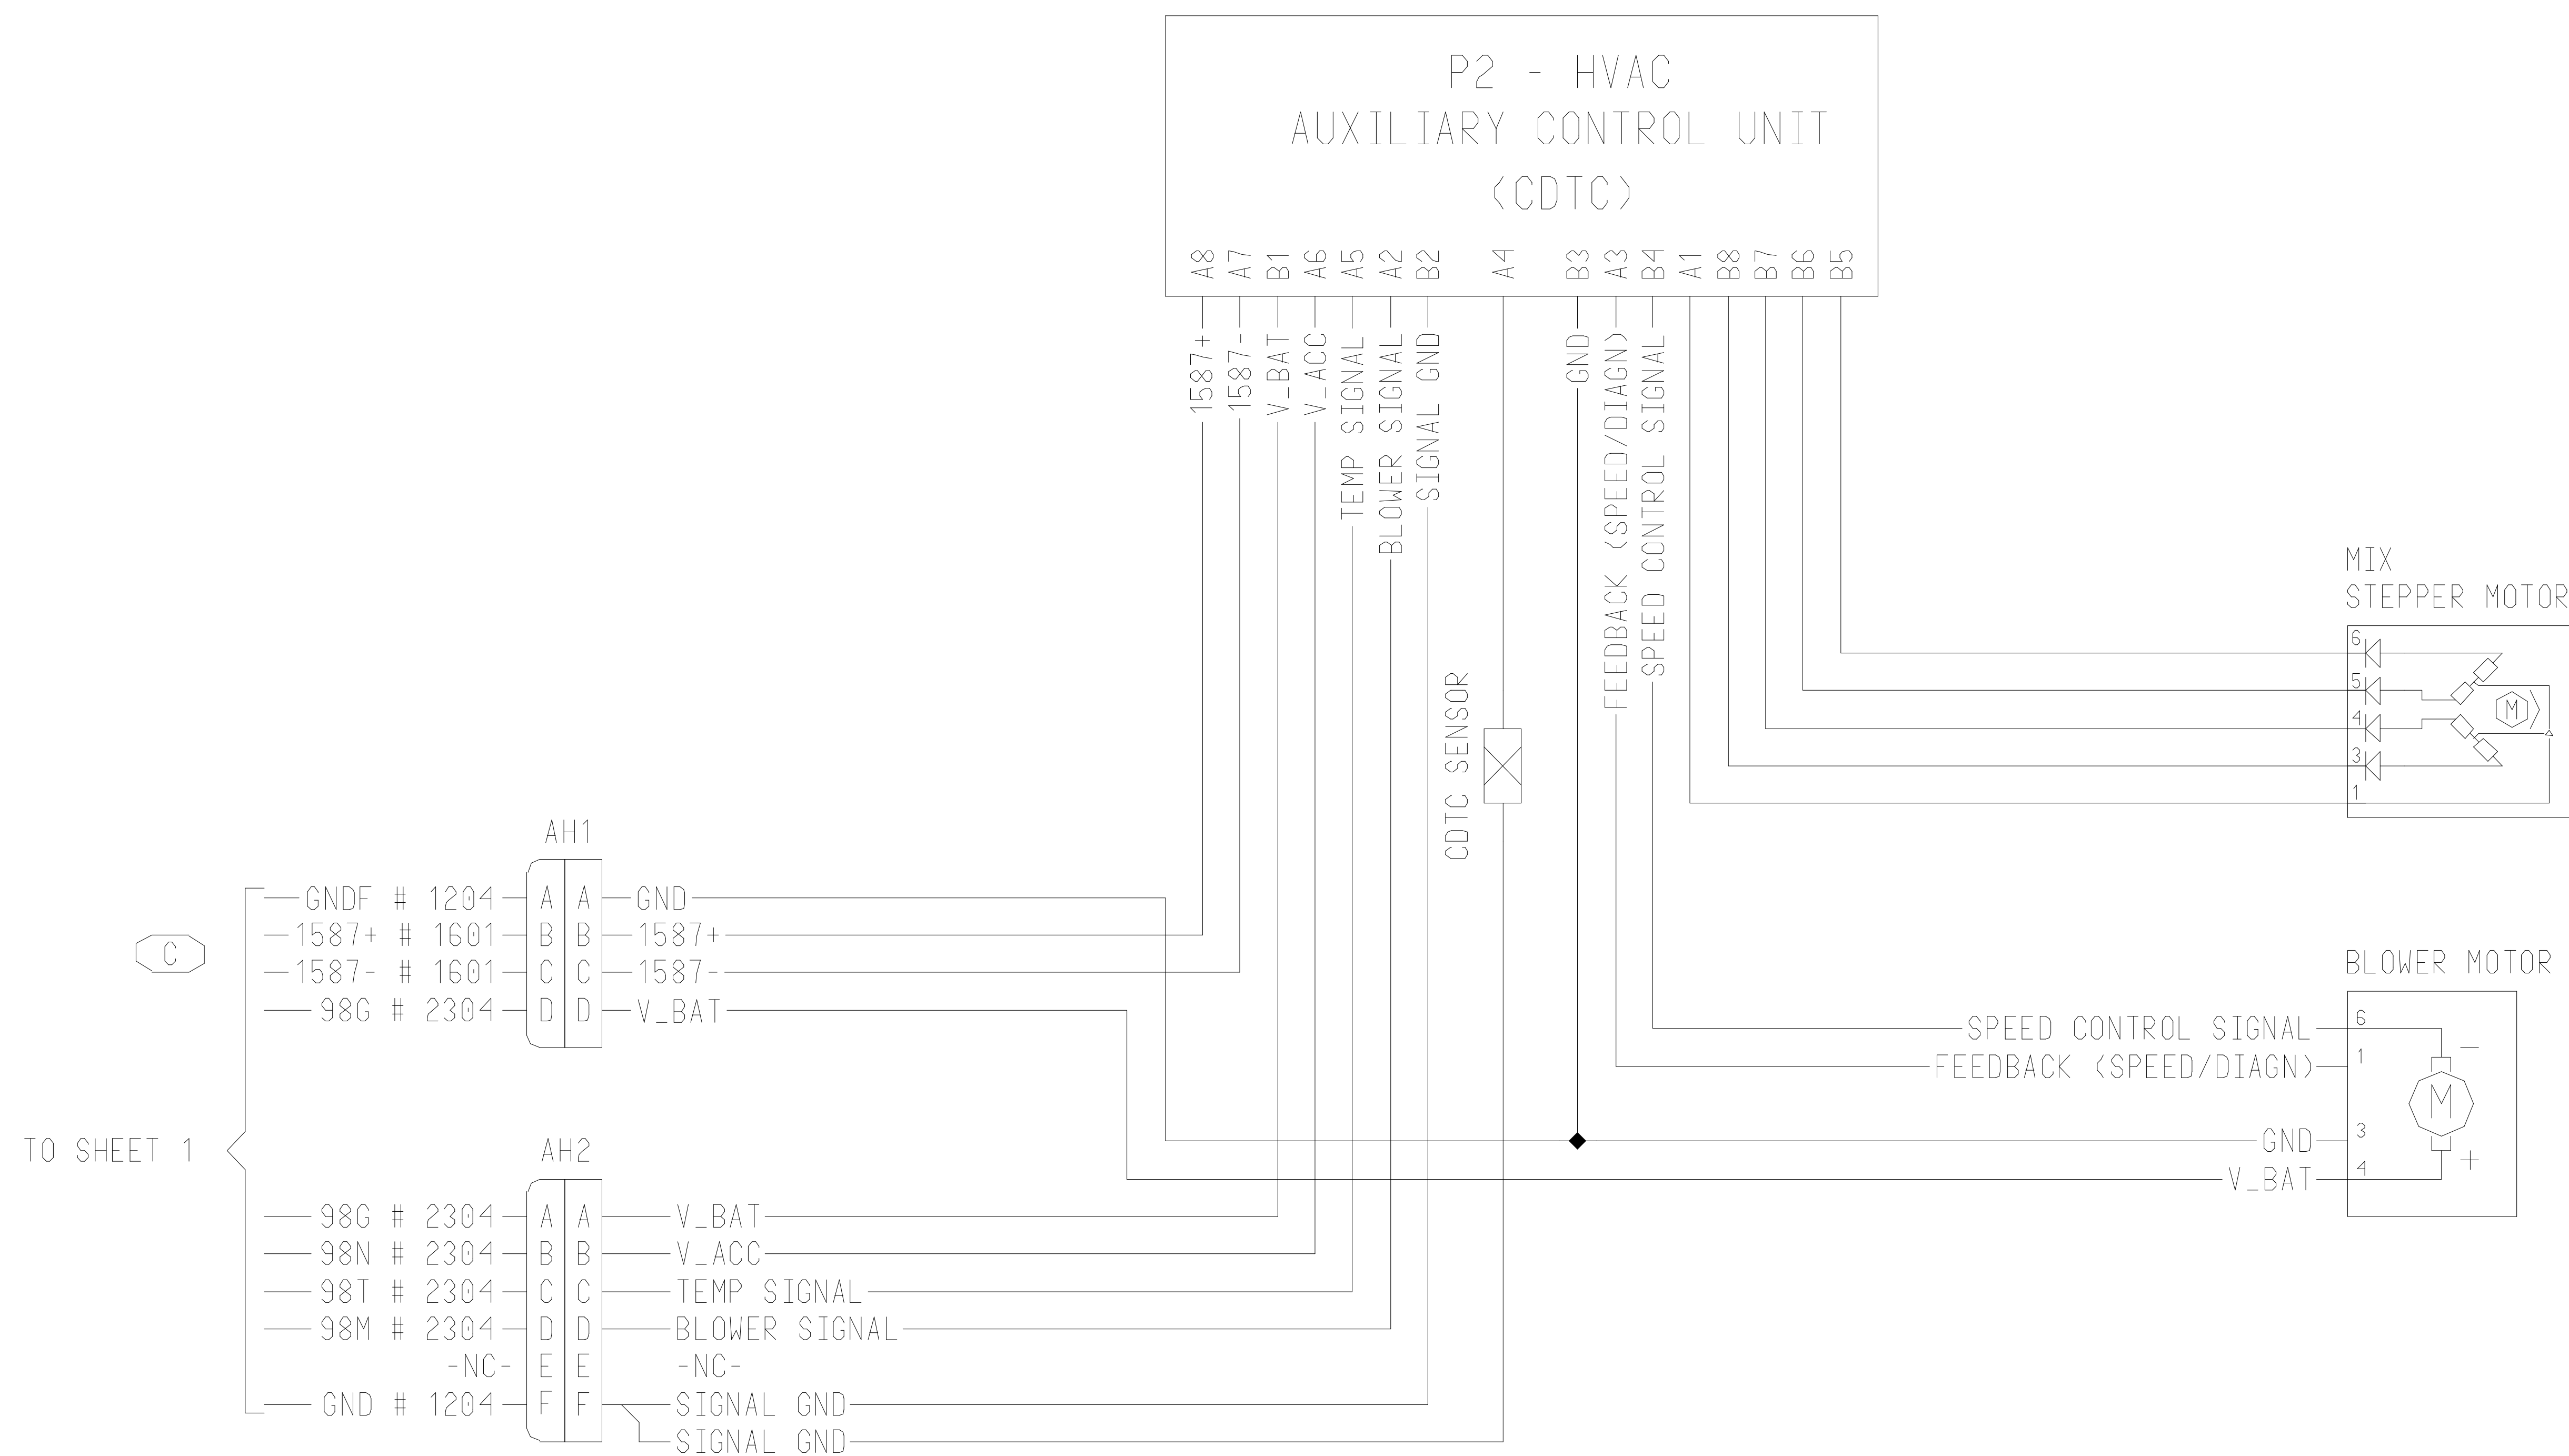 P2 - HVAC
AUXILIARY CONTROL UNIT
(CDTC)
A8 A7 B1 A6 A5 A2 B2 A4 B3 A3 B4 A1 B8 B7 B6 B5
1587+
1587-
V_BAT
V_ACC
TEMP SIGNAL
BLOWER SIGNAL
SIGNAL GND
CDTC SENSOR
GND
FEEDBACK (SPEED/DIAGN)
SPEED CONTROL SIGNAL
MIX
STEPPER MOTOR
6
5
4
3
1
M
AH1
GNDF # 1204 A A GND
1587+ # 1601 B B 1587+
1587- # 1601 C C 1587-
98G # 2304 D D V_BAT
C
TO SHEET 1
AH2
98G # 2304 A A V_BAT
98N # 2304 B B V_ACC
98T # 2304 C C TEMP SIGNAL
98M # 2304 D D BLOWER SIGNAL
-NC- E E -NC-
GND # 1204 F F SIGNAL GND
SIGNAL GND
BLOWER MOTOR
SPEED CONTROL SIGNAL 6
FEEDBACK (SPEED/DIAGN) 1
GND 3
V_BAT 4
-
M
+